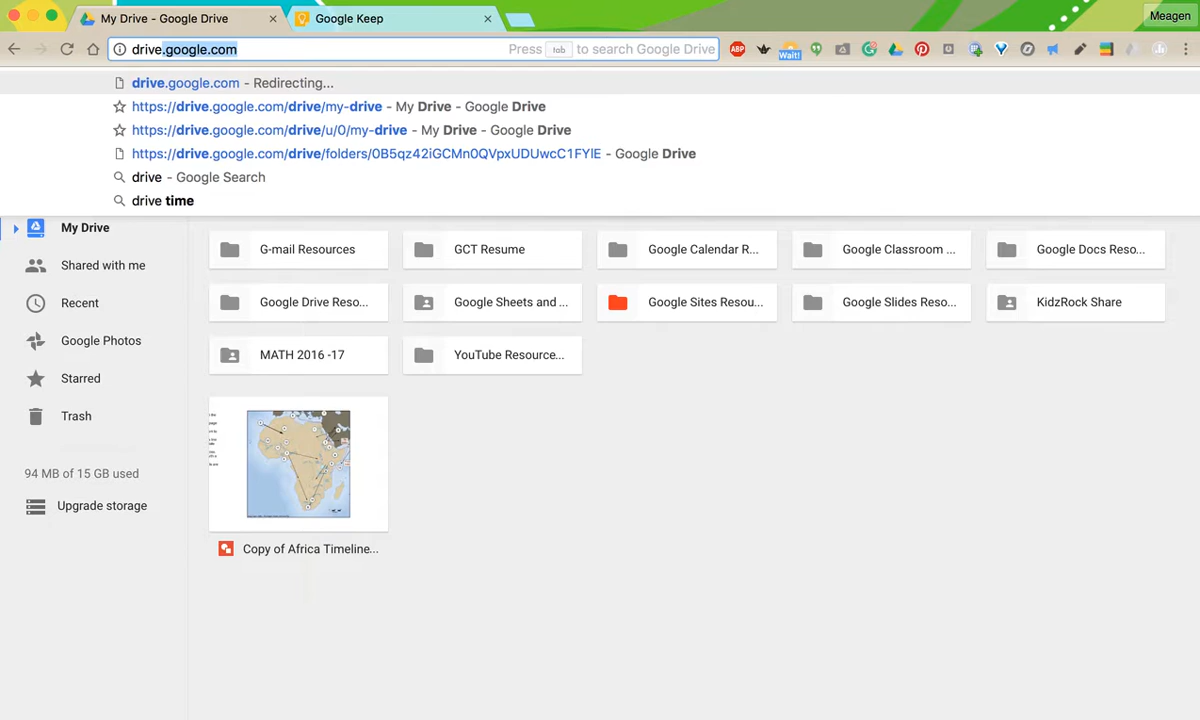 My Drive - Google Drive × Google Keep × Meagen
drive.google.com Press tab to search Google Drive ABP Wait!
drive.google.com - Redirecting...
https://drive.google.com/drive/my-drive - My Drive - Google Drive
https://drive.google.com/drive/u/0/my-drive - My Drive - Google Drive
https://drive.google.com/drive/folders/0B5qz42iGCMn0QVpxUDUwcC1FYlE - Google Drive
drive - Google Search
drive time
My Drive
Shared with me
Recent
Google Photos
Starred
Trash
94 MB of 15 GB used
Upgrade storage
G-mail Resources GCT Resume Google Calendar R... Google Classroom ... Google Docs Reso...
Google Drive Reso... Google Sheets and ... Google Sites Resou... Google Slides Reso... KidzRock Share
MATH 2016 -17 YouTube Resource...
Copy of Africa Timeline...